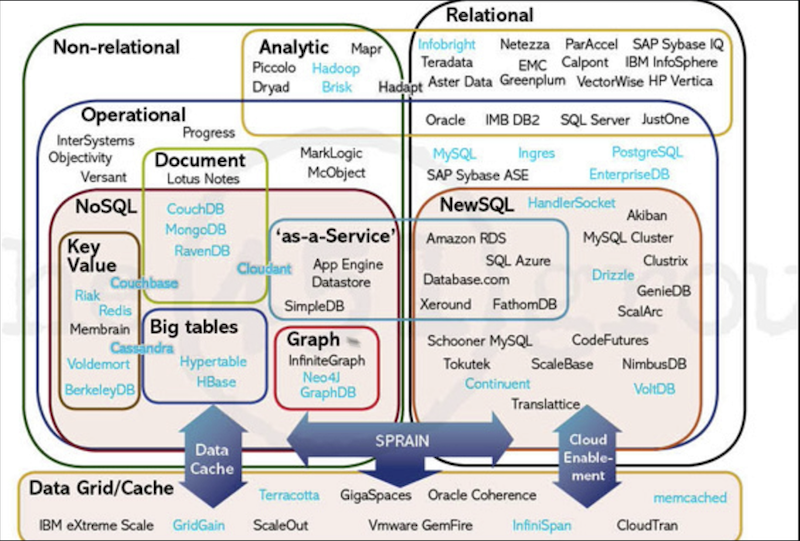 Relational
Non-relational
Analytic
Mapr
Piccolo
Hadoop
Dryad
Brisk
Hadapt
Infobright
Netezza
ParAccel
SAP Sybase IQ
Teradata
EMC
Calpont
IBM InfoSphere
Aster Data
Greenplum
VectorWise
HP Vertica
Operational
Oracle
IMB DB2
SQL Server
JustOne
Progress
InterSystems
Objectivity
Versant
Document
Lotus Notes
MarkLogic
McObject
MySQL
Ingres
PostgreSQL
SAP Sybase ASE
EnterpriseDB
NoSQL
CouchDB
MongoDB
RavenDB
Cloudant
Key
Value
Couchbase
Riak
Redis
Membrain
Cassandra
Voldemort
BerkeleyDB
Big tables
Hypertable
HBase
'as-a-Service'
App Engine
Datastore
SimpleDB
Graph
InfiniteGraph
Neo4J
GraphDB
NewSQL
HandlerSocket
Akiban
Amazon RDS
MySQL Cluster
SQL Azure
Clustrix
Database.com
Drizzle
GenieDB
Xeround
FathomDB
ScalArc
Schooner MySQL
CodeFutures
Tokutek
ScaleBase
NimbusDB
Continuent
VoltDB
Translattice
Data
Cache
SPRAIN
Cloud
Enable-
ment
Data Grid/Cache
Terracotta
GigaSpaces
Oracle Coherence
memcached
IBM eXtreme Scale
GridGain
ScaleOut
Vmware GemFire
InfiniSpan
CloudTran